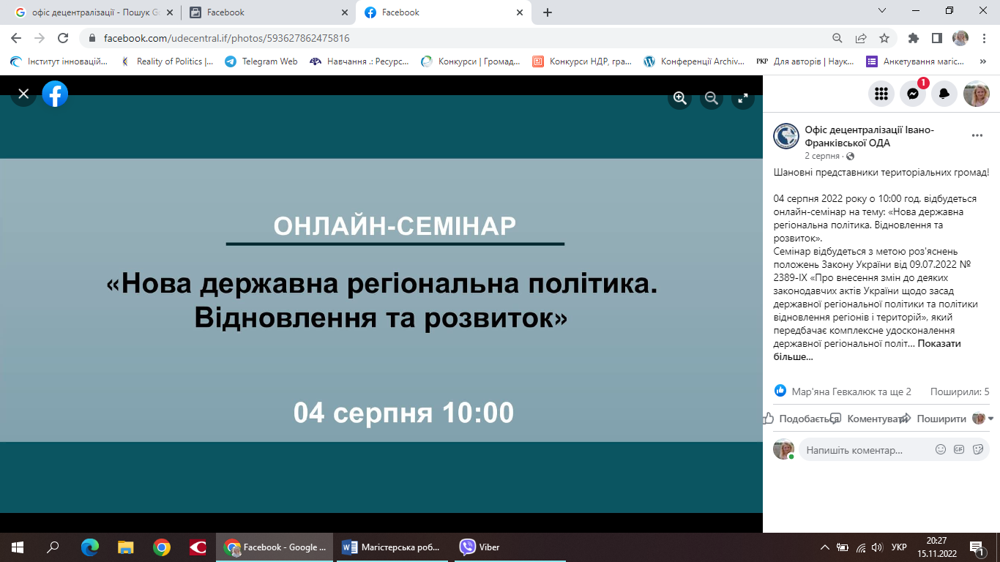 офіс децентралізації - Пошук G
Facebook
Facebook
facebook.com/udecentral.if/photos/593627862475816
Інститут інноваційн...
Reality of Politics |...
Telegram Web
Навчання .: Ресурс...
Конкурси | Громад...
Конкурси НДР, гра...
Конференції Archiv...
РКР
Для авторів | Наук...
Анкетування магіс...
»
1
ОНЛАЙН-СЕМІНАР
«Нова державна регіональна політика.
Відновлення та розвиток»
04 серпня 10:00
Офіс децентралізації Івано-
Франківської ОДА
2 серпня ·
Шановні представники територіальних громад!
04 серпня 2022 року о 10:00 год. відбудеться
онлайн-семінар на тему: «Нова державна
регіональна політика. Відновлення та
розвиток».
Семінар відбудеться з метою роз'яснень
положень Закону України від 09.07.2022 №
2389-IX «Про внесення змін до деяких
законодавчих актів України щодо засад
державної регіональної політики та політики
відновлення регіонів і територій», який
передбачає комплексне удосконалення
державної регіональної політ... Показати
більше...
Мар'яна Гевкалюк та ще 2
Поширили: 5
Подобається
Коментувати
Поширити
Напишіть коментар...
GIF
Facebook - Google ...
Магістерська роб...
Viber
УКР
20:27
15.11.2022
1